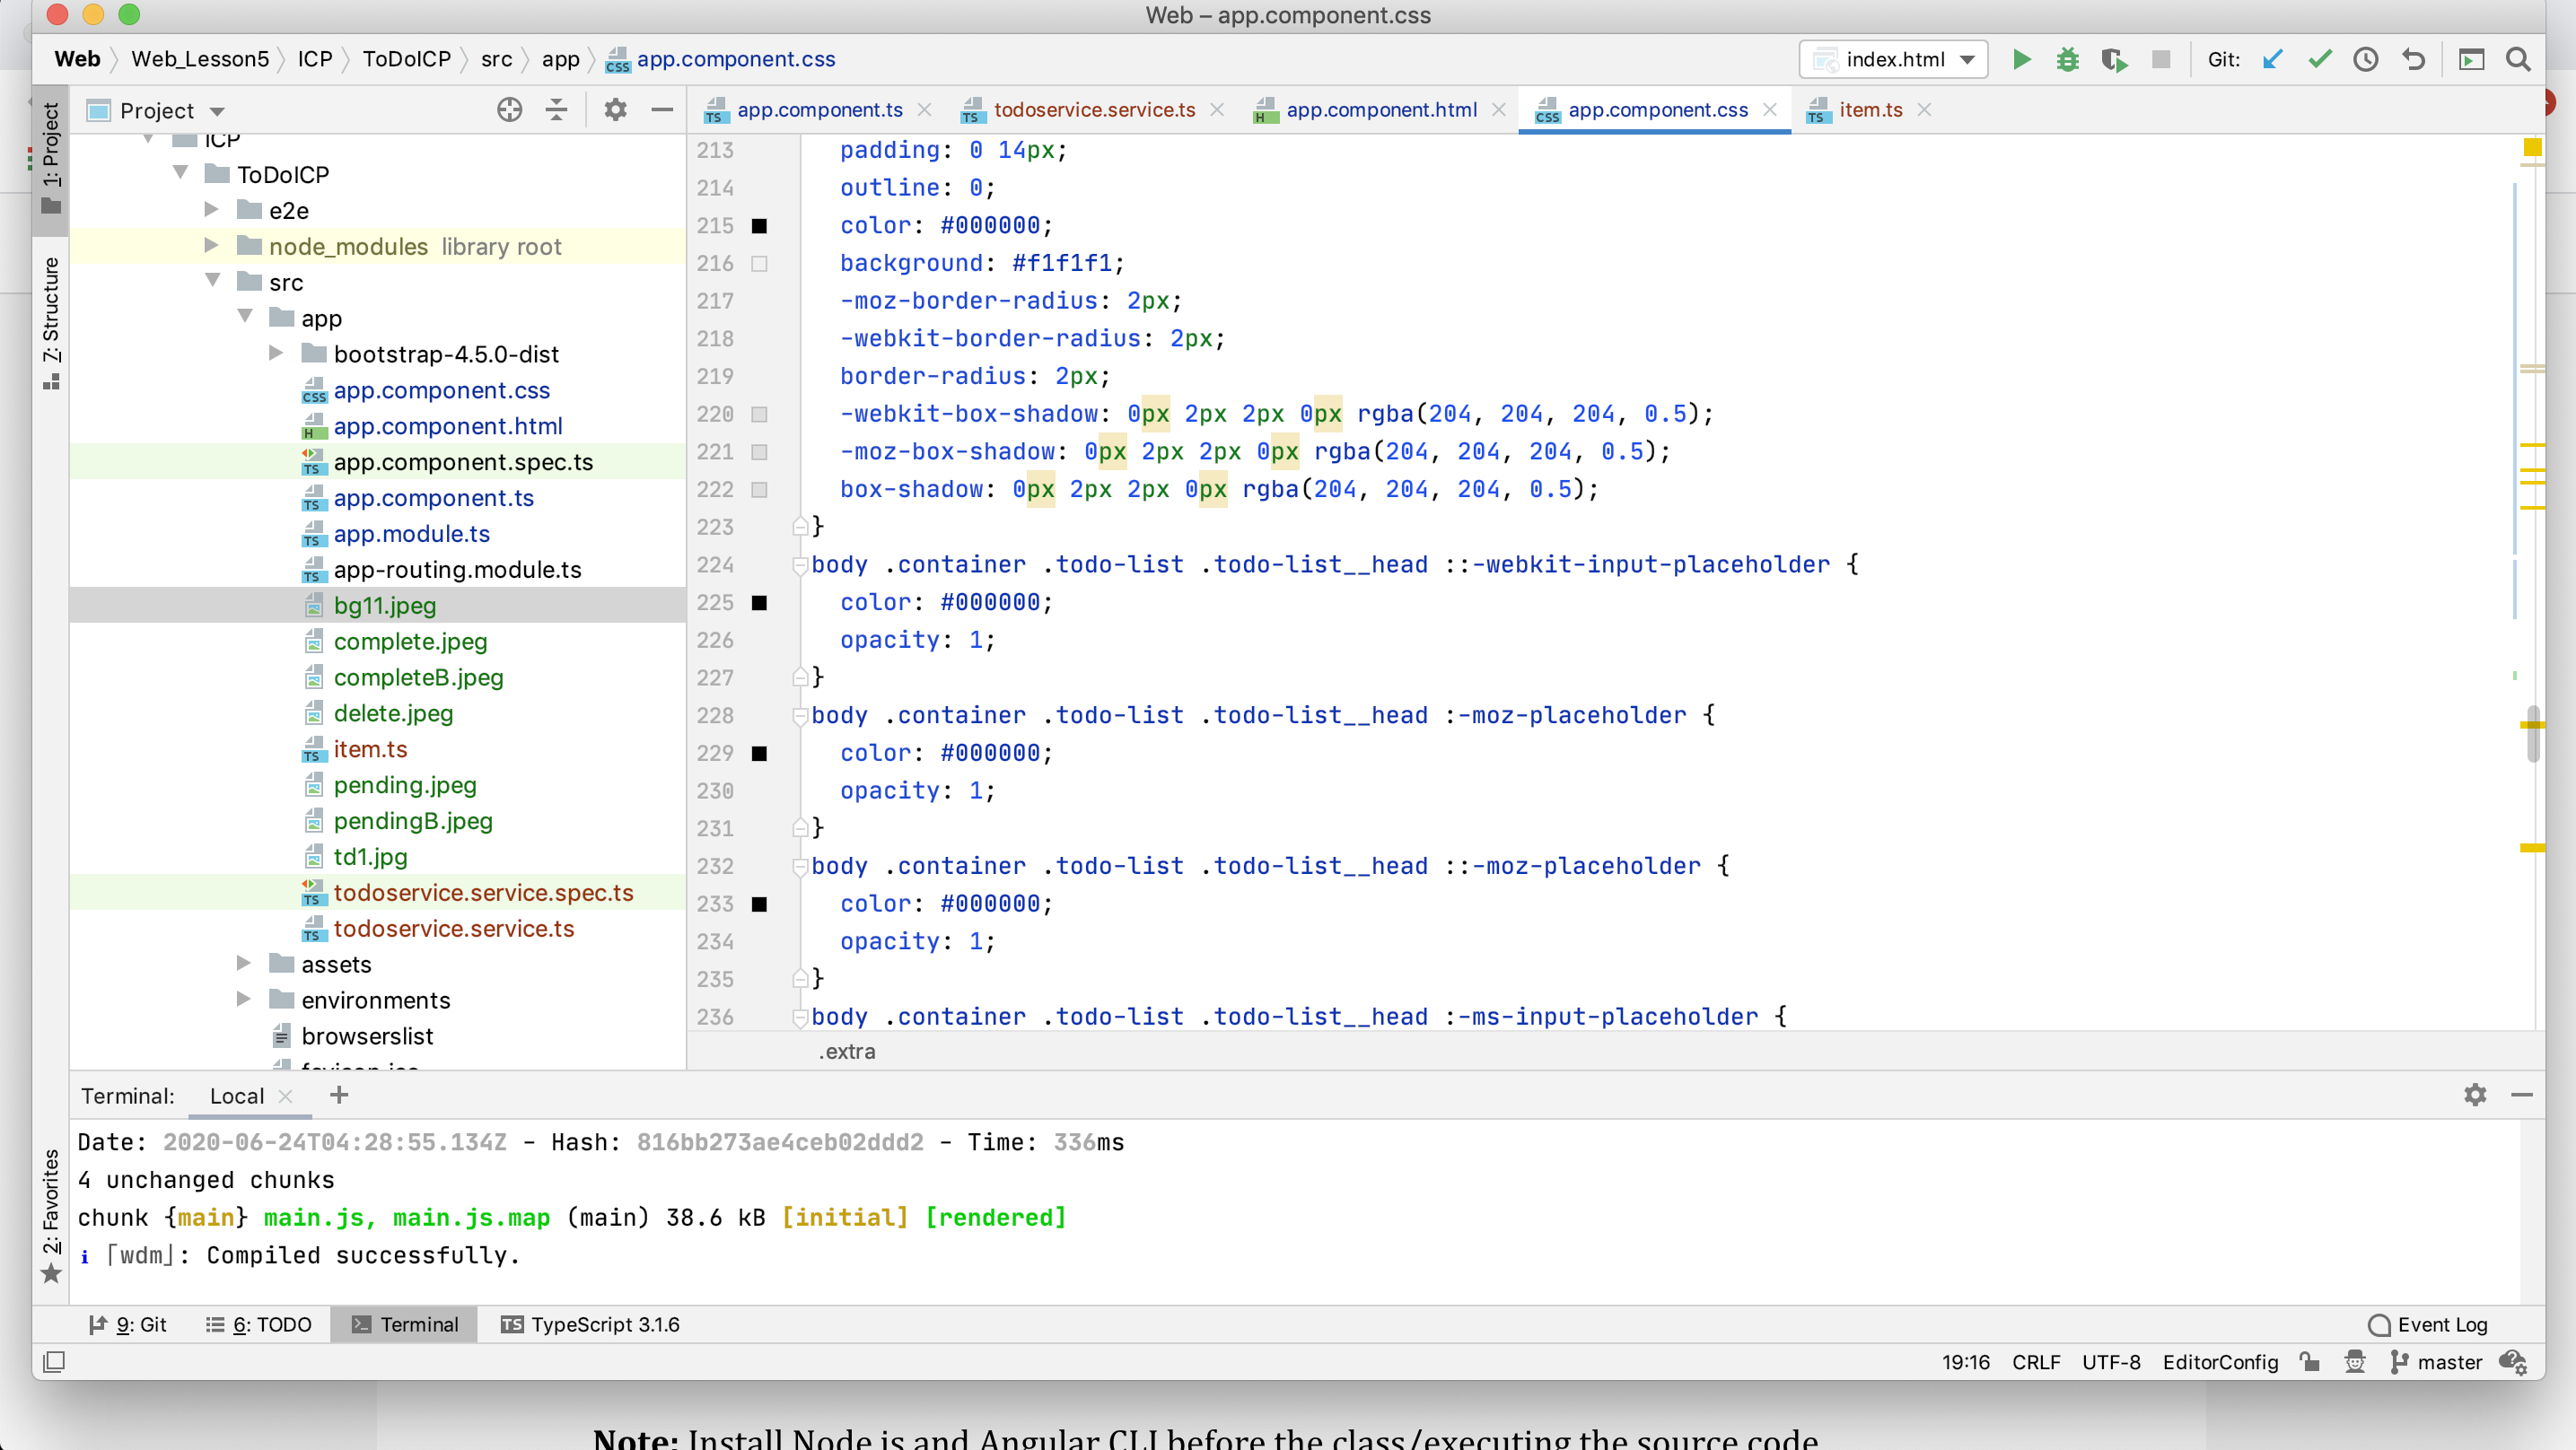 Web – app.component.css
Web Web_Lesson5 ICP ToDoICP src app app.component.css
index.html
Git:
1: Project
7: Structure
2: Favorites
Project
ICP
ToDoICP
e2e
node_modules library root
src
app
bootstrap-4.5.0-dist
app.component.css
app.component.html
app.component.spec.ts
app.component.ts
app.module.ts
app-routing.module.ts
bg11.jpeg
complete.jpeg
completeB.jpeg
delete.jpeg
item.ts
pending.jpeg
pendingB.jpeg
td1.jpg
todoservice.service.spec.ts
todoservice.service.ts
assets
environments
browserslist
favicon.ico
app.component.ts todoservice.service.ts app.component.html app.component.css item.ts
213 padding: 0 14px;
214 outline: 0;
215 color: #000000;
216 background: #f1f1f1;
217 -moz-border-radius: 2px;
218 -webkit-border-radius: 2px;
219 border-radius: 2px;
220 -webkit-box-shadow: 0px 2px 2px 0px rgba(204, 204, 204, 0.5);
221 -moz-box-shadow: 0px 2px 2px 0px rgba(204, 204, 204, 0.5);
222 box-shadow: 0px 2px 2px 0px rgba(204, 204, 204, 0.5);
223 }
224 body .container .todo-list .todo-list__head ::-webkit-input-placeholder {
225 color: #000000;
226 opacity: 1;
227 }
228 body .container .todo-list .todo-list__head :-moz-placeholder {
229 color: #000000;
230 opacity: 1;
231 }
232 body .container .todo-list .todo-list__head ::-moz-placeholder {
233 color: #000000;
234 opacity: 1;
235 }
236 body .container .todo-list .todo-list__head :-ms-input-placeholder {
.extra
Terminal: Local
Date: 2020-06-24T04:28:55.134Z - Hash: 816bb273ae4ceb02ddd2 - Time: 336ms
4 unchanged chunks
chunk {main} main.js, main.js.map (main) 38.6 kB [initial] [rendered]
ℹ ｢wdm｣: Compiled successfully.
9: Git 6: TODO Terminal TypeScript 3.1.6 Event Log
19:16 CRLF UTF-8 EditorConfig master
Note: Install Node js and Angular CLI before the class/executing the source code